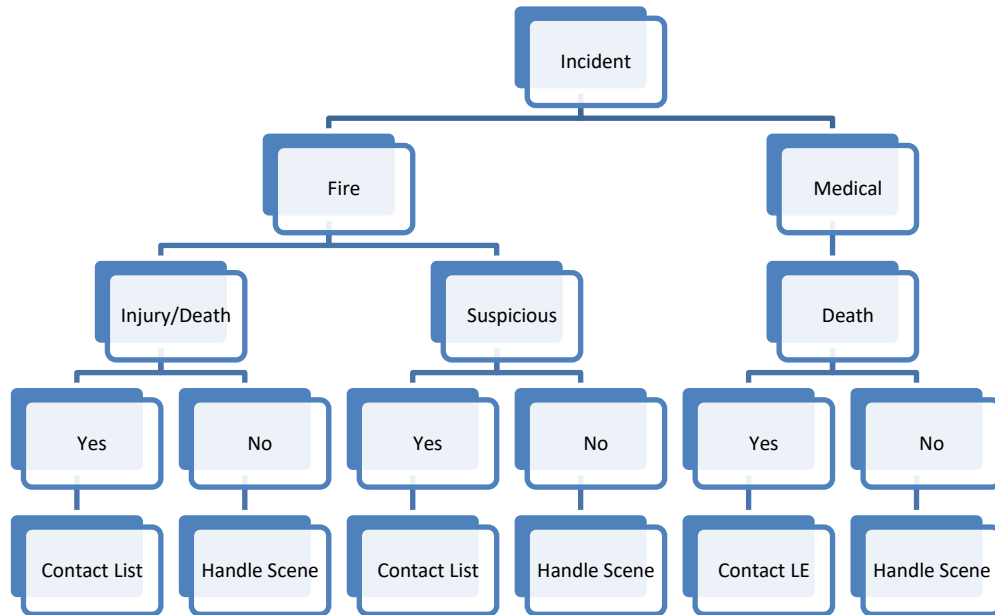 Incident
Fire
Medical
Injury/Death
Suspicious
Death
Yes
No
Yes
No
Yes
No
Contact List
Handle Scene
Contact List
Handle Scene
Contact LE
Handle Scene